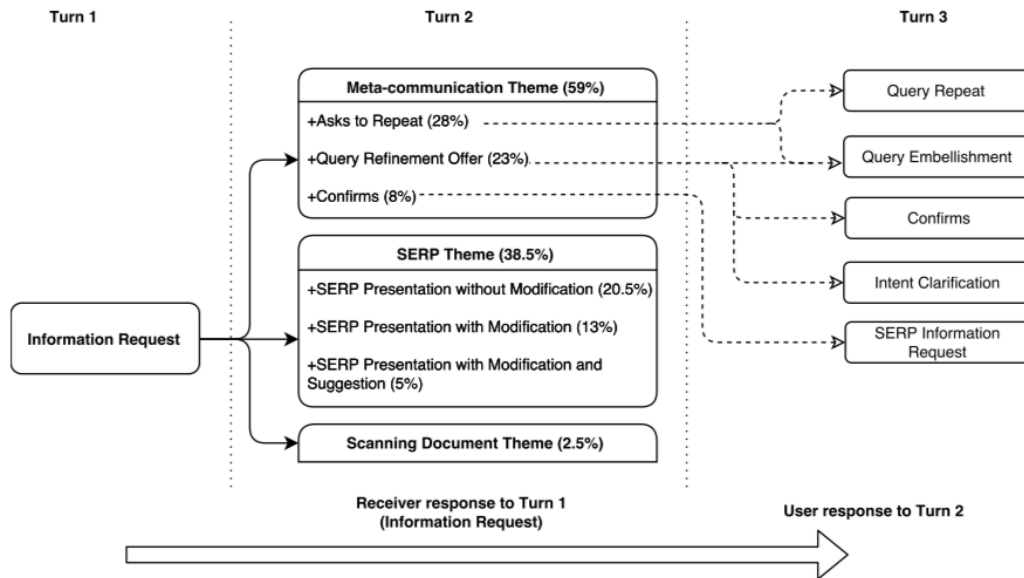 Turn 1
Turn 2
Turn 3
Information Request
Meta-communication Theme (59%)
+Asks to Repeat (28%)
+Query Refinement Offer (23%)
+Confirms (8%)
SERP Theme (38.5%)
+SERP Presentation without Modification (20.5%)
+SERP Presentation with Modification (13%)
+SERP Presentation with Modification and
Suggestion (5%)
Scanning Document Theme (2.5%)
Query Repeat
Query Embellishment
Confirms
Intent Clarification
SERP Information
Request
Receiver response to Turn 1
(Information Request)
User response to Turn 2